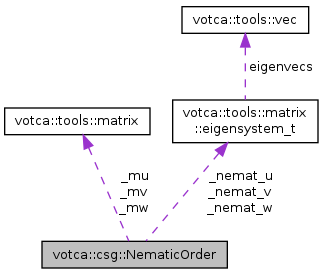 votca::tools::vec
eigenvecs
votca::tools::matrix
votca::tools::matrix
::eigensystem_t
_mu
_mv
_mw
_nemat_u
_nemat_v
_nemat_w
votca::csg::NematicOrder